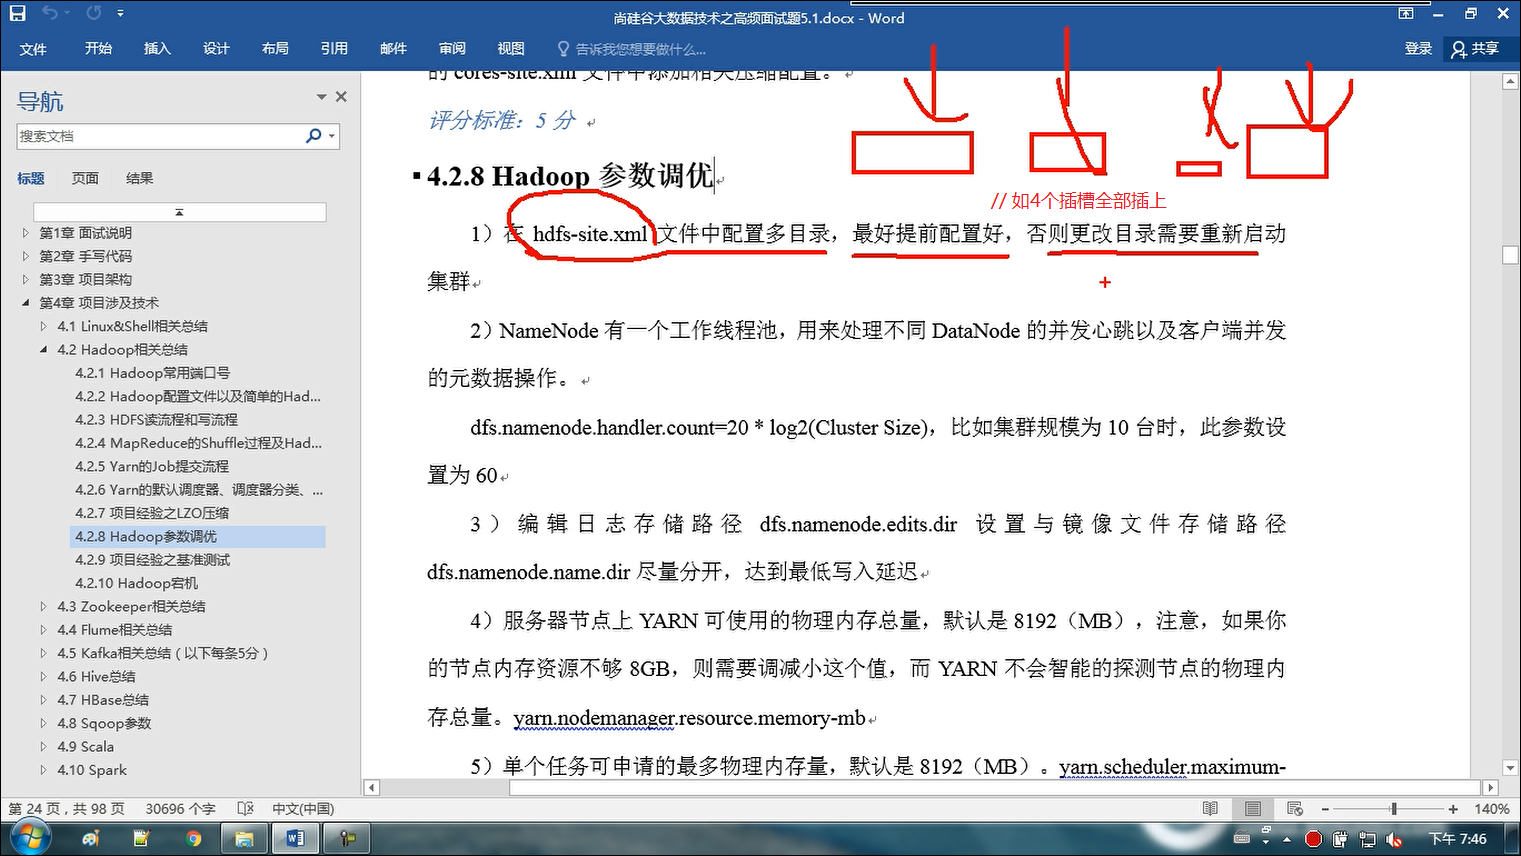 尚硅谷大数据技术之高频面试题5.1.docx - Word
文件 开始 插入 设计 布局 引用 邮件 审阅 视图 告诉我您想要做什么... 登录 共享
导航
搜索文档
标题 页面 结果
第1章 面试说明
第2章 手写代码
第3章 项目架构
第4章 项目涉及技术
4.1 Linux&Shell相关总结
4.2 Hadoop相关总结
4.2.1 Hadoop常用端口号
4.2.2 Hadoop配置文件以及简单的Had...
4.2.3 HDFS读流程和写流程
4.2.4 MapReduce的Shuffle过程及Had...
4.2.5 Yarn的Job提交流程
4.2.6 Yarn的默认调度器、调度器分类、...
4.2.7 项目经验之LZO压缩
4.2.8 Hadoop参数调优
4.2.9 项目经验之基准测试
4.2.10 Hadoop宕机
4.3 Zookeeper相关总结
4.4 Flume相关总结
4.5 Kafka相关总结（以下每条5分）
4.6 Hive总结
4.7 HBase总结
4.8 Sqoop参数
4.9 Scala
4.10 Spark
的 cores-site.xml 文件中添加相关压缩配置。
评分标准：5 分
4.2.8 Hadoop 参数调优
// 如4个插槽全部插上
1）在 hdfs-site.xml 文件中配置多目录，最好提前配置好，否则更改目录需要重新启动
集群
2）NameNode 有一个工作线程池，用来处理不同 DataNode 的并发心跳以及客户端并发
的元数据操作。
dfs.namenode.handler.count=20 * log2(Cluster Size)，比如集群规模为 10 台时，此参数设
置为 60
3）编辑日志存储路径 dfs.namenode.edits.dir 设置与镜像文件存储路径
dfs.namenode.name.dir 尽量分开，达到最低写入延迟
4）服务器节点上 YARN 可使用的物理内存总量，默认是 8192（MB），注意，如果你
的节点内存资源不够 8GB，则需要调减小这个值，而 YARN 不会智能的探测节点的物理内
存总量。yarn.nodemanager.resource.memory-mb
5）单个任务可申请的最多物理内存量，默认是 8192（MB）。yarn.scheduler.maximum-
第 24 页，共 98 页 30696 个字 中文(中国) 140%
下午 7:46